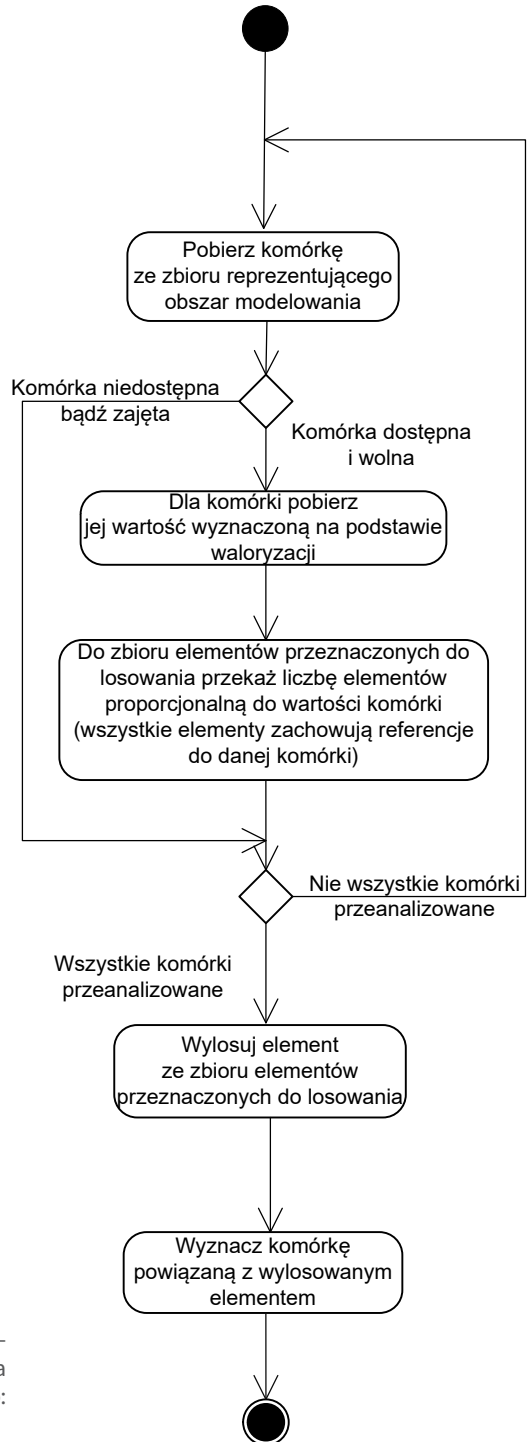 Pobierz komórkę
ze zbioru reprezentującego
obszar modelowania
Komórka niedostępna
bądź zajęta
Komórka dostępna
i wolna
Dla komórki pobierz
jej wartość wyznaczoną na podstawie
waloryzacji
Do zbioru elementów przeznaczonych do
losowania przekaż liczbę elementów
proporcjonalną do wartości komórki
(wszystkie elementy zachowują referencje
do danej komórki)
Nie wszystkie komórki
przeanalizowane
Wszystkie komórki
przeanalizowane
Wylosuj element
ze zbioru elementów
przeznaczonych do losowania
Wyznacz komórkę
powiązaną z wylosowanym
elementem